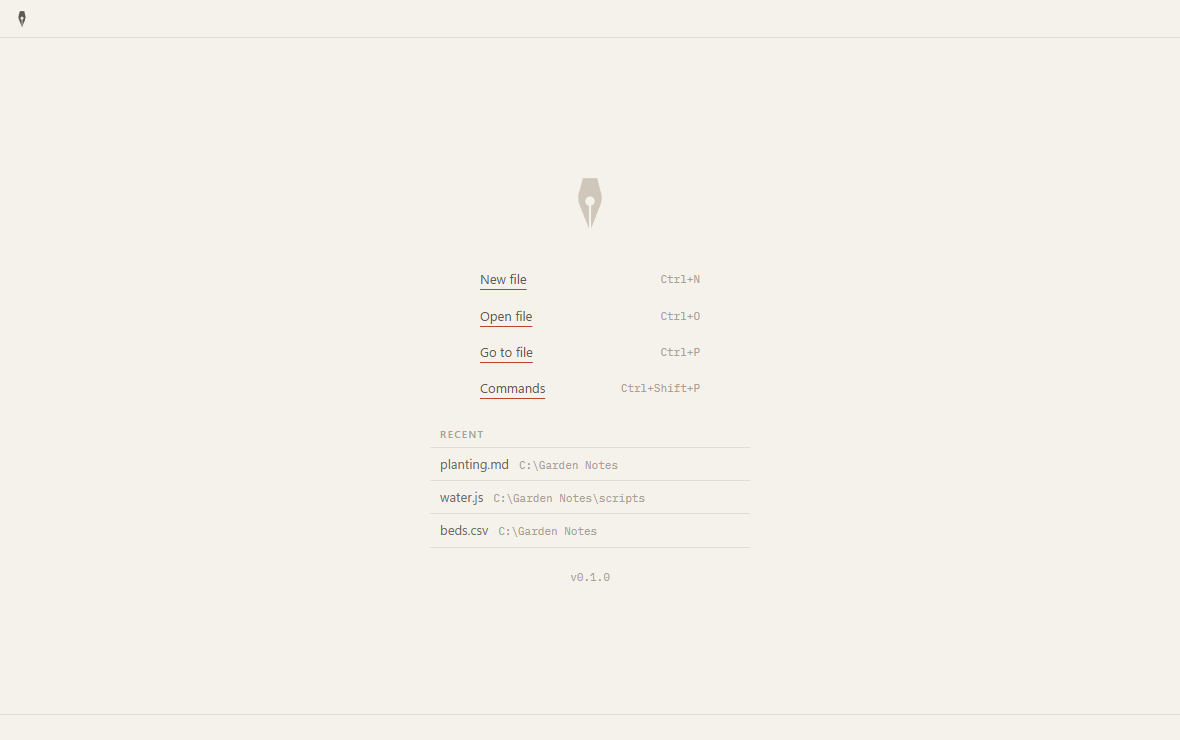 New file Ctrl+N
Open file Ctrl+O
Go to file Ctrl+P
Commands Ctrl+Shift+P
RECENT
planting.md C:\Garden Notes
water.js C:\Garden Notes\scripts
beds.csv C:\Garden Notes
v0.1.0